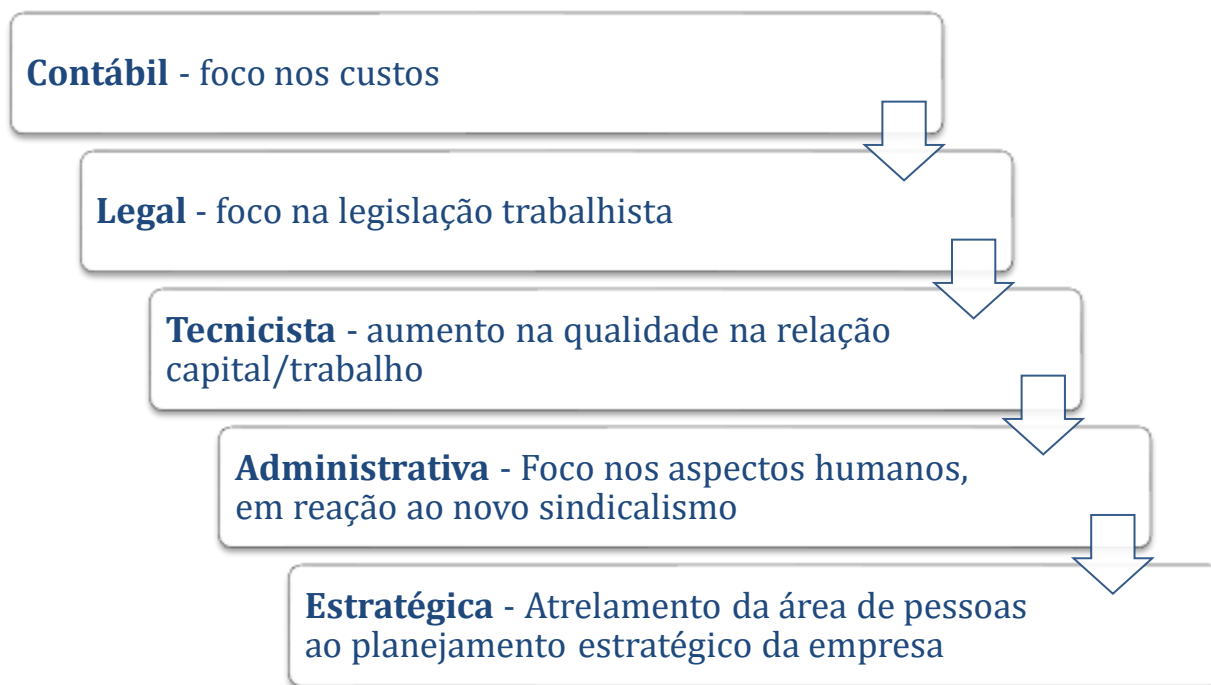 Contábil - foco nos custos
Legal - foco na legislação trabalhista
Tecnicista - aumento na qualidade na relação
capital/trabalho
Administrativa - Foco nos aspectos humanos,
em reação ao novo sindicalismo
Estratégica - Atrelamento da área de pessoas
ao planejamento estratégico da empresa